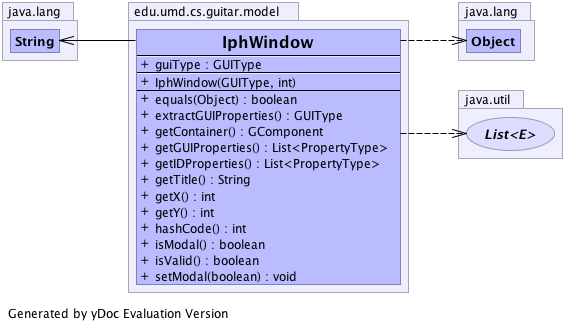 java.lang
String
edu.umd.cs.guitar.model
IphWindow
+ guiType : GUIType
+ IphWindow(GUIType, int)
+ equals(Object) : boolean
+ extractGUIProperties() : GUIType
+ getContainer() : GComponent
+ getGUIProperties() : List<PropertyType>
+ getIDProperties() : List<PropertyType>
+ getTitle() : String
+ getX() : int
+ getY() : int
+ hashCode() : int
+ isModal() : boolean
+ isValid() : boolean
+ setModal(boolean) : void
java.lang
Object
java.util
List<E>
Generated by yDoc Evaluation Version